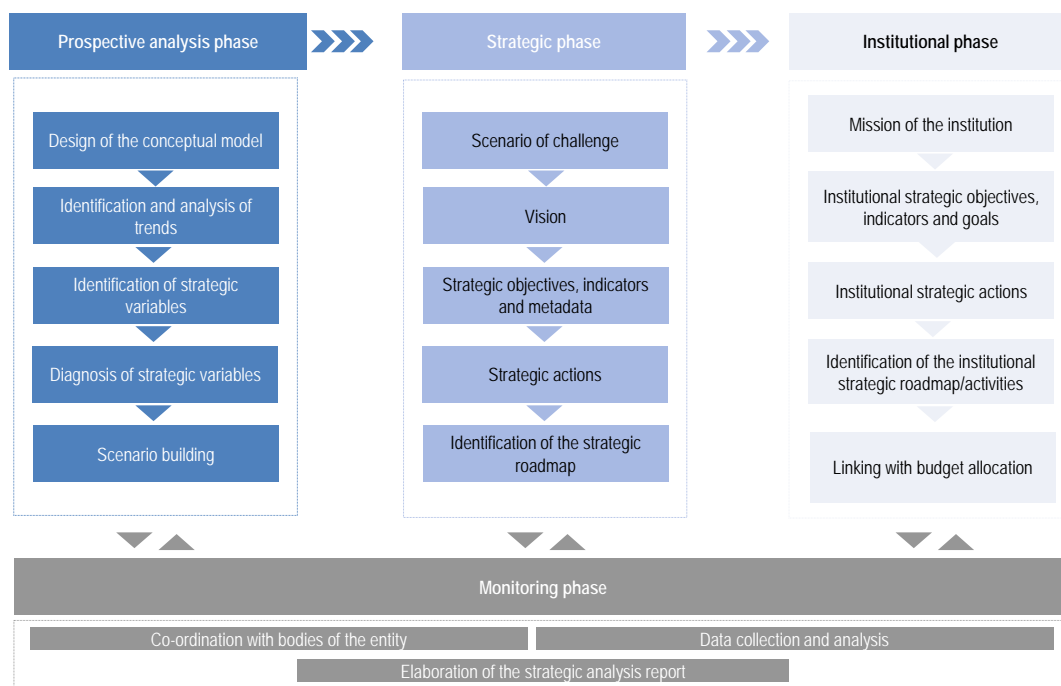 Prospective analysis phase
Strategic phase
Institutional phase
Design of the conceptual model
Identification and analysis of
trends
Identification of strategic
variables
Diagnosis of strategic variables
Scenario building
Scenario of challenge
Vision
Strategic objectives, indicators
and metadata
Strategic actions
Identification of the strategic
roadmap
Mission of the institution
Institutional strategic objectives,
indicators and goals
Institutional strategic actions
Identification of the institutional
strategic roadmap/activities
Linking with budget allocation
Monitoring phase
Co-ordination with bodies of the entity
Data collection and analysis
Elaboration of the strategic analysis report